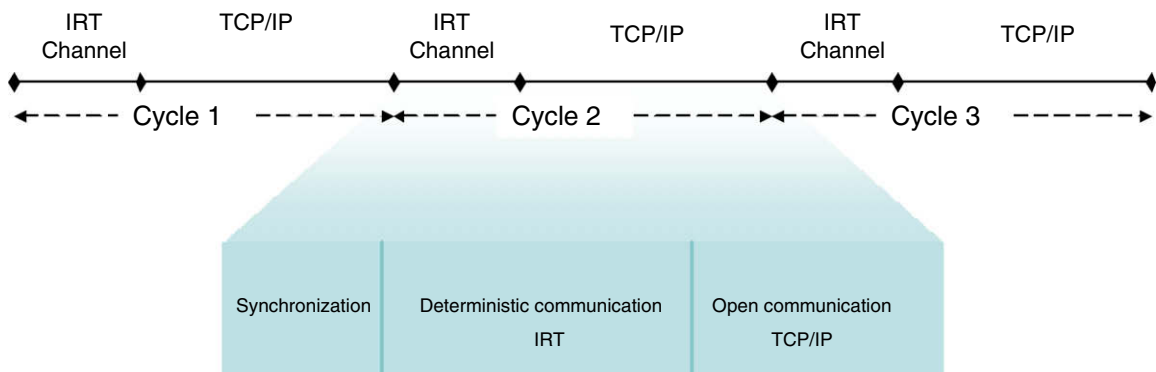 IRT
Channel
TCP/IP
IRT
Channel
TCP/IP
IRT
Channel
TCP/IP
Cycle 1
Cycle 2
Cycle 3
Synchronization
Deterministic communication
IRT
Open communication
TCP/IP